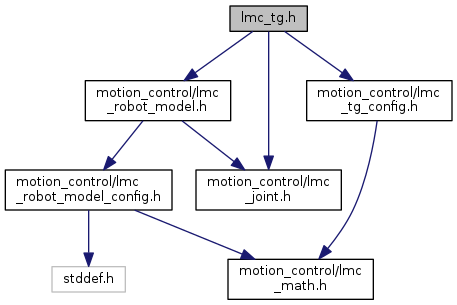 lmc_tg.h
motion_control/lmc
_robot_model.h
motion_control/lmc
_tg_config.h
motion_control/lmc
_robot_model_config.h
motion_control/lmc
_joint.h
stddef.h
motion_control/lmc
_math.h